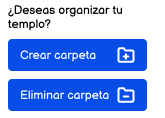 ¿Deseas organizar tu
templo?
Crear carpeta
Eliminar carpeta